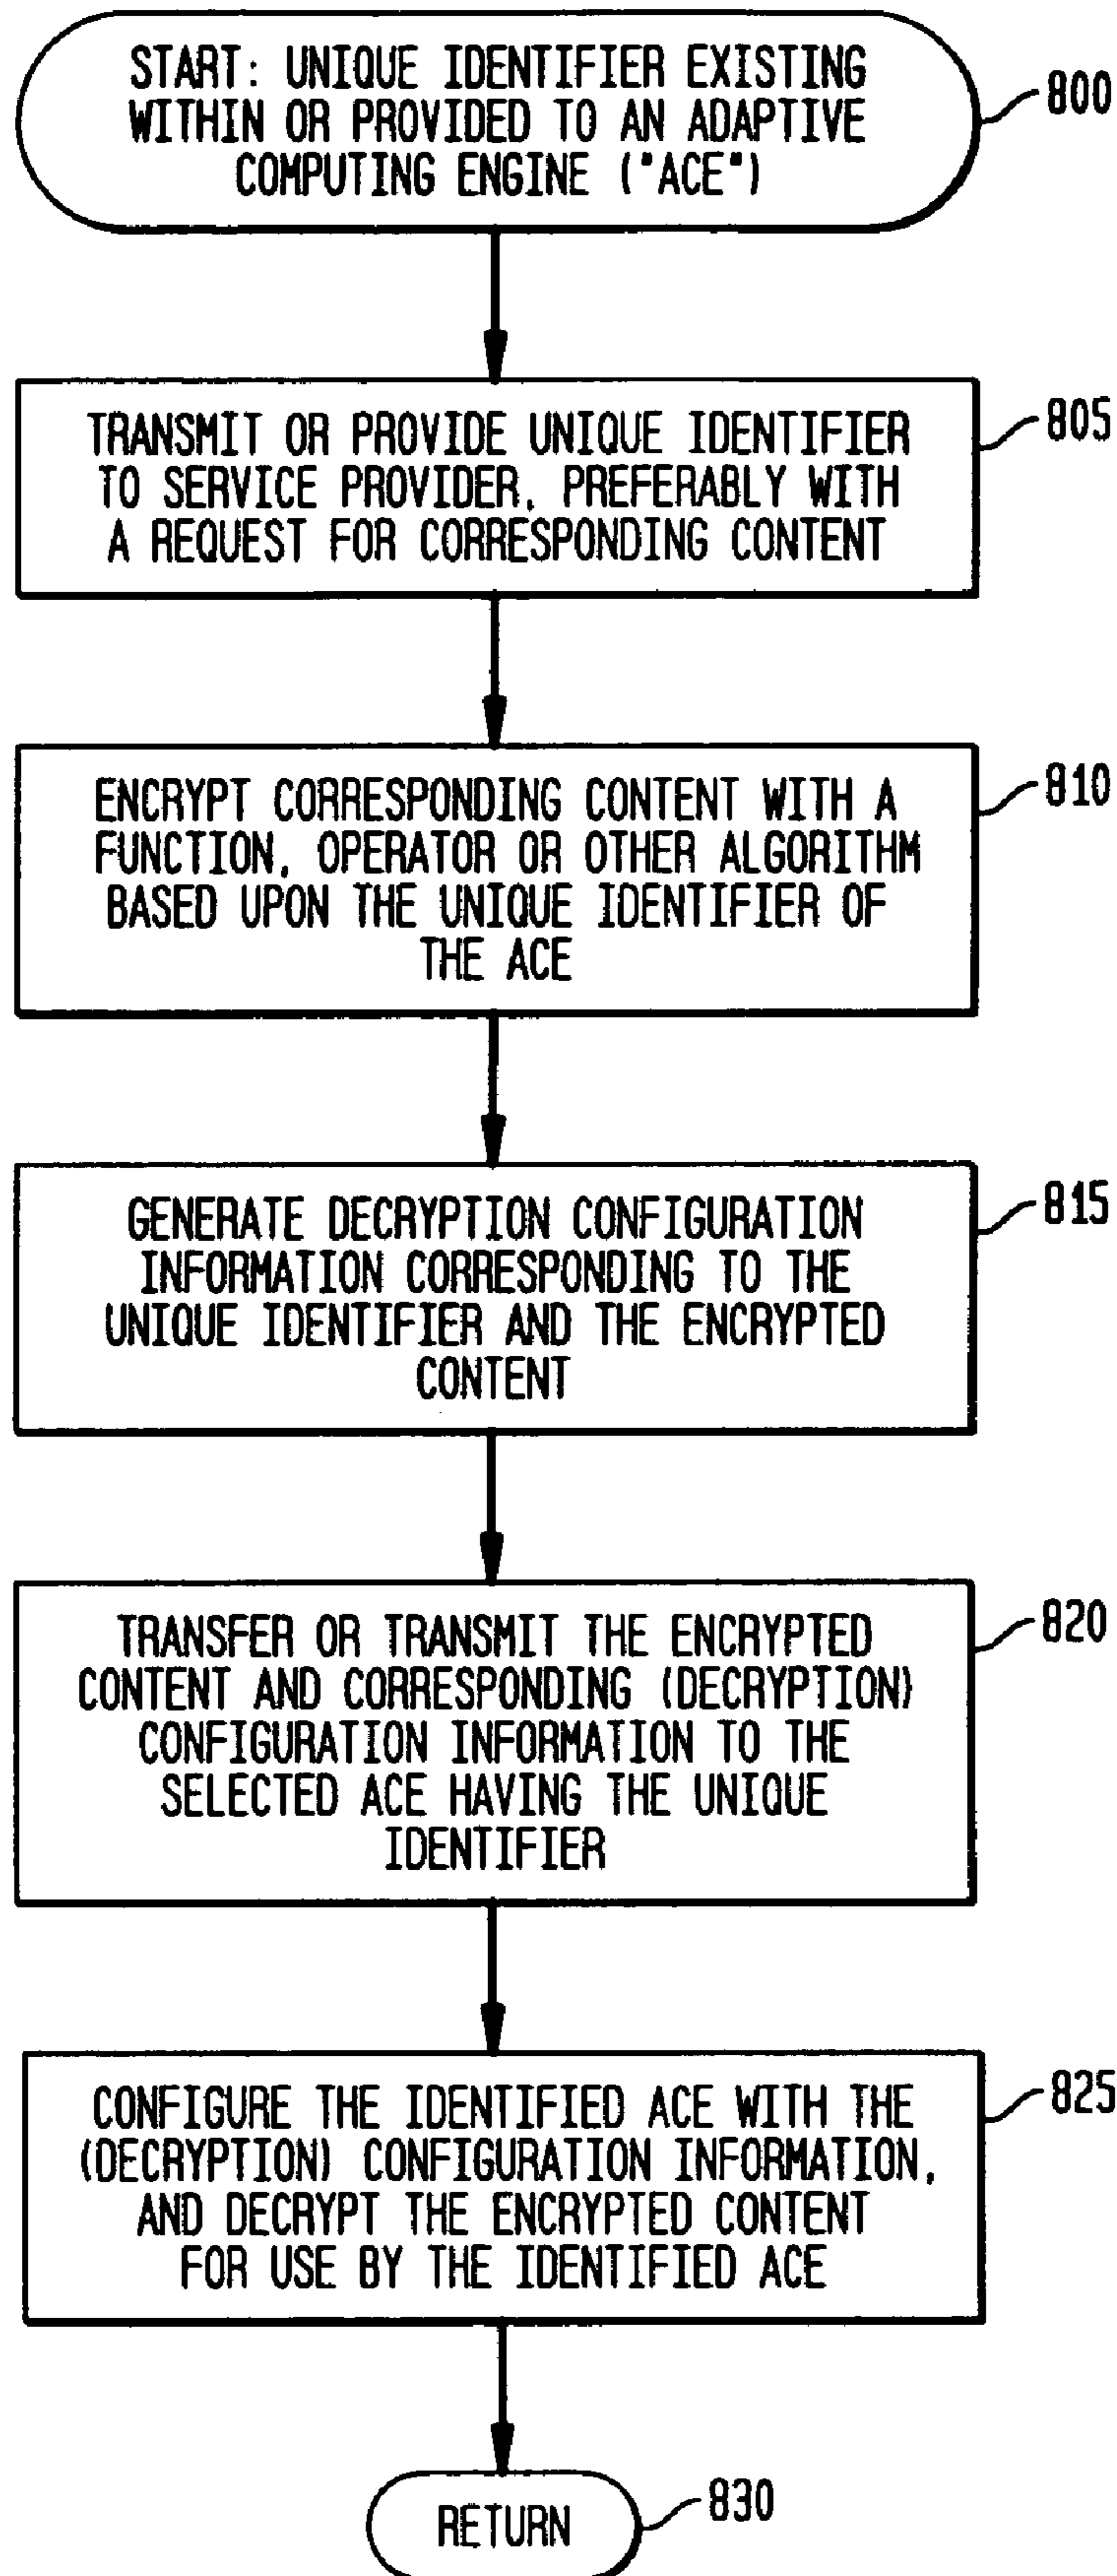 START: UNIQUE IDENTIFIER EXISTING
WITHIN OR PROVIDED TO AN ADAPTIVE
COMPUTING ENGINE ("ACE")
800
TRANSMIT OR PROVIDE UNIQUE IDENTIFIER
TO SERVICE PROVIDER, PREFERABLY WITH
A REQUEST FOR CORRESPONDING CONTENT
805
ENCRYPT CORRESPONDING CONTENT WITH A
FUNCTION, OPERATOR OR OTHER ALGORITHM
BASED UPON THE UNIQUE IDENTIFIER OF
THE ACE
810
GENERATE DECRYPTION CONFIGURATION
INFORMATION CORRESPONDING TO THE
UNIQUE IDENTIFIER AND THE ENCRYPTED
CONTENT
815
TRANSFER OR TRANSMIT THE ENCRYPTED
CONTENT AND CORRESPONDING (DECRYPTION)
CONFIGURATION INFORMATION TO THE
SELECTED ACE HAVING THE UNIQUE
IDENTIFIER
820
CONFIGURE THE IDENTIFIED ACE WITH THE
(DECRYPTION) CONFIGURATION INFORMATION,
AND DECRYPT THE ENCRYPTED CONTENT
FOR USE BY THE IDENTIFIED ACE
825
RETURN
830